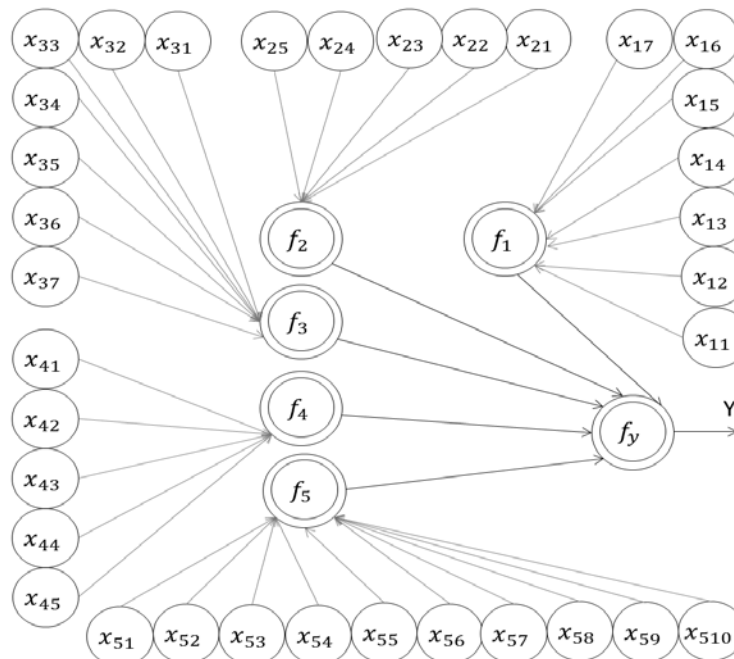 x₃₃ x₃₂ x₃₁ x₂₅ x₂₄ x₂₃ x₂₂ x₂₁ x₁₇ x₁₆
x₃₄ x₁₅
x₃₅ x₁₄
x₃₆ f₂ f₁ x₁₃
x₃₇ x₁₂
f₃ x₁₁
x₄₁
x₄₂ f₄ f_y Y
x₄₃
f₅
x₄₄
x₄₅
x₅₁ x₅₂ x₅₃ x₅₄ x₅₅ x₅₆ x₅₇ x₅₈ x₅₉ x₅₁₀